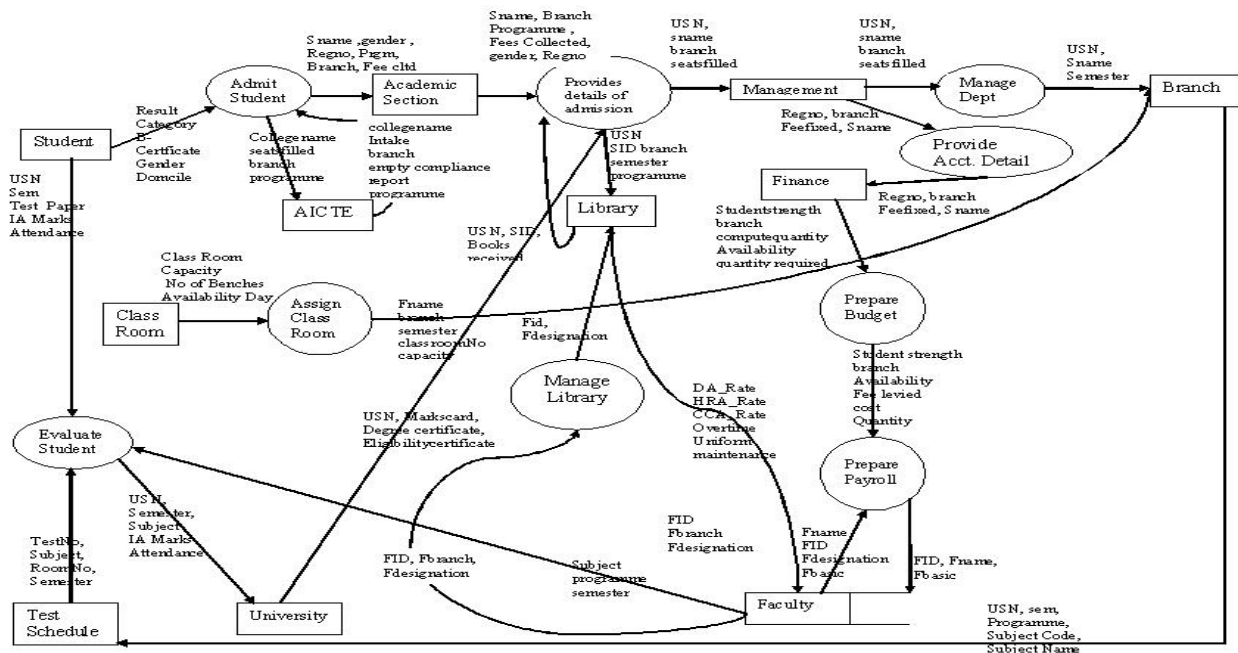 Sname ,gender ,
Regno, Prgm,
Branch, Fee cltd
Sname, Branch
Programme ,
Fees Collected,
gender, Regno
USN,
sname
branch
seatsfilled
USN,
sname
branch
seatsfilled
USN,
Sname
Semester
Admit
Student
Academic
Section
Provides
details of
admission
Management
Manage
Dept
Branch
Student
Result
Category
B-
Certficate
Gender
Domcile
Collegename
seatsfilled
branch
programme
collegename
Intake
branch
empty compliance
report
programme
USN
SID branch
semester
programme
Regno, branch
Feefixed, Sname
Provide
Acct. Detail
USN
Sem
Test Paper
IA Marks
Attendance
AICTE
Library
Finance
Regno, branch
Feefixed, Sname
USN, SID,
Books
received
Studentstrength
branch
computequantity
Availability
quantity required
Class Room
Capacity
No of Benches
Availability Day
Class
Room
Assign
Class
Room
Fname
branch
semester
classroomNo
capacity
Fid,
Fdesignation
Prepare
Budget
Manage
Library
Student strength
branch
Availability
Fee levied
cost
Quantity
DA_Rate
HRA_Rate
CCA_Rate
Overtime
Uniform
maintenance
USN, Markscard,
Degree certificate,
Eligibilitycertificate
Evaluate
Student
Prepare
Payroll
USN,
Semester,
Subject
IA Marks
Attendance
TestNo,
Subject,
RoomNo,
Semester
FID, Fbranch,
Fdesignation
FID
Fbranch
Fdesignation
Fname
FID
Fdesignation
Fbasic
FID, Fname,
Fbasic
Subject
programme
semester
Test
Schedule
University
Faculty
USN, sem,
Programme,
Subject Code,
Subject Name